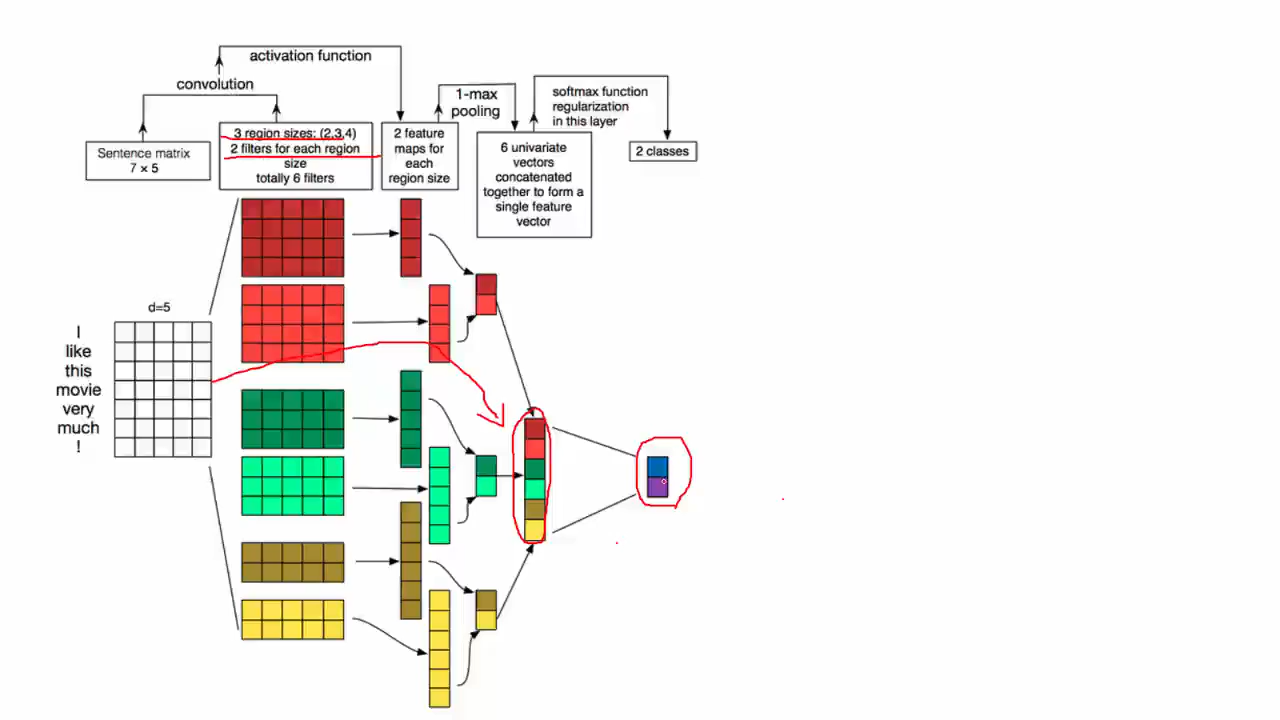 activation function
convolution
1-max
pooling
softmax function
regularization
in this layer
3 region sizes: (2,3,4)
2 filters for each region
size
totally 6 filters
2 feature
maps for
each
region size
Sentence matrix
7 × 5
6 univariate
vectors
concatenated
together to form a
single feature
vector
2 classes
d=5
I
like
this
movie
very
much
!